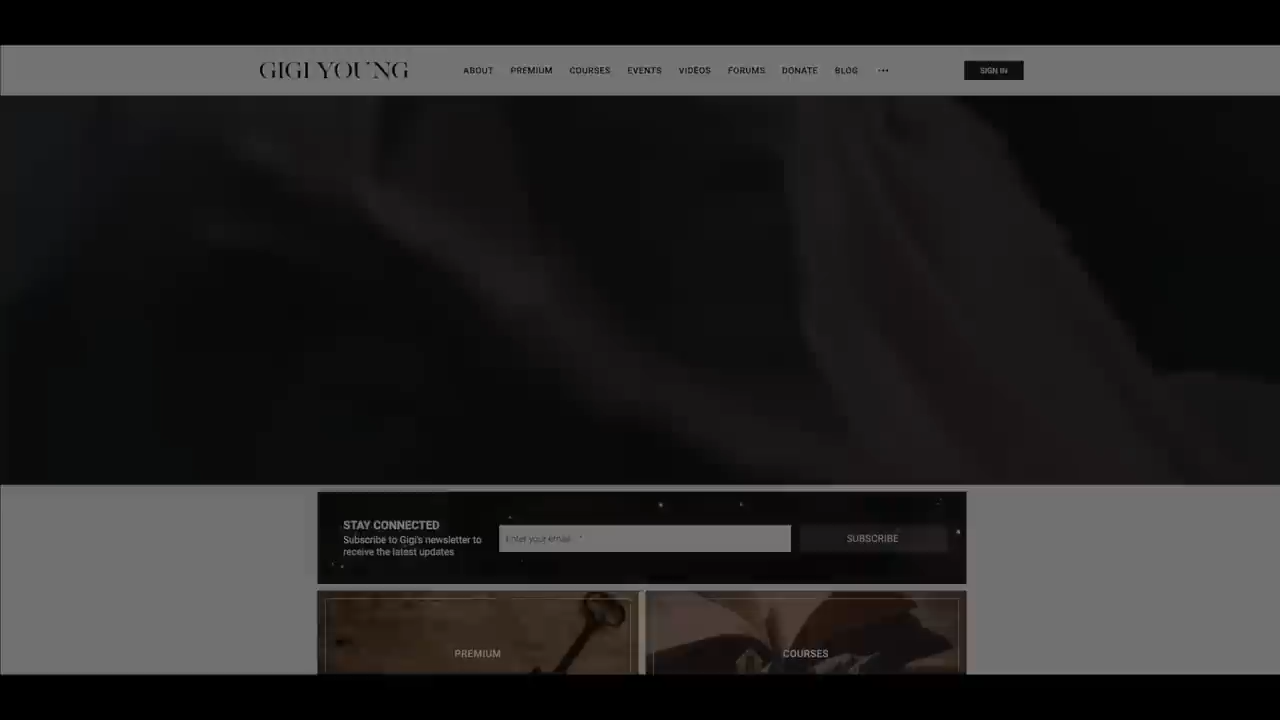 GIGI YOUNG
ABOUT PREMIUM COURSES EVENTS VIDEOS FORUMS DONATE BLOG ...
SIGN IN
STAY CONNECTED
Subscribe to Gigi's newsletter to
receive the latest updates
Enter your email... *
SUBSCRIBE
PREMIUM
COURSES